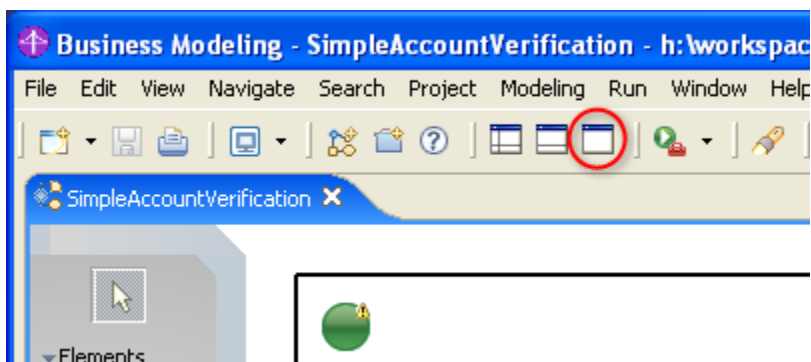 Business Modeling - SimpleAccountVerification - h:\workspac
File Edit View Navigate Search Project Modeling Run Window Help
SimpleAccountVerification
Elements